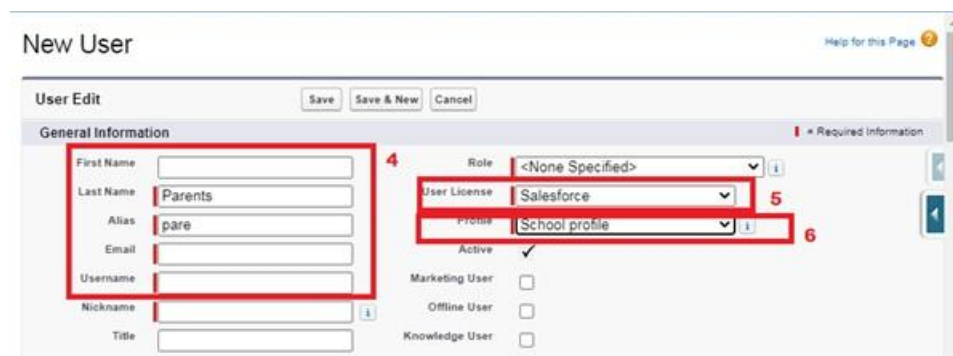 New User
Help for this Page
User Edit Save Save & New Cancel
General Information = Required Information
First Name 4 Role <None Specified>
Last Name Parents User License Salesforce 5
Alias pare Profile School profile 6
Email Active
Username Marketing User
Nickname Offline User
Title Knowledge User